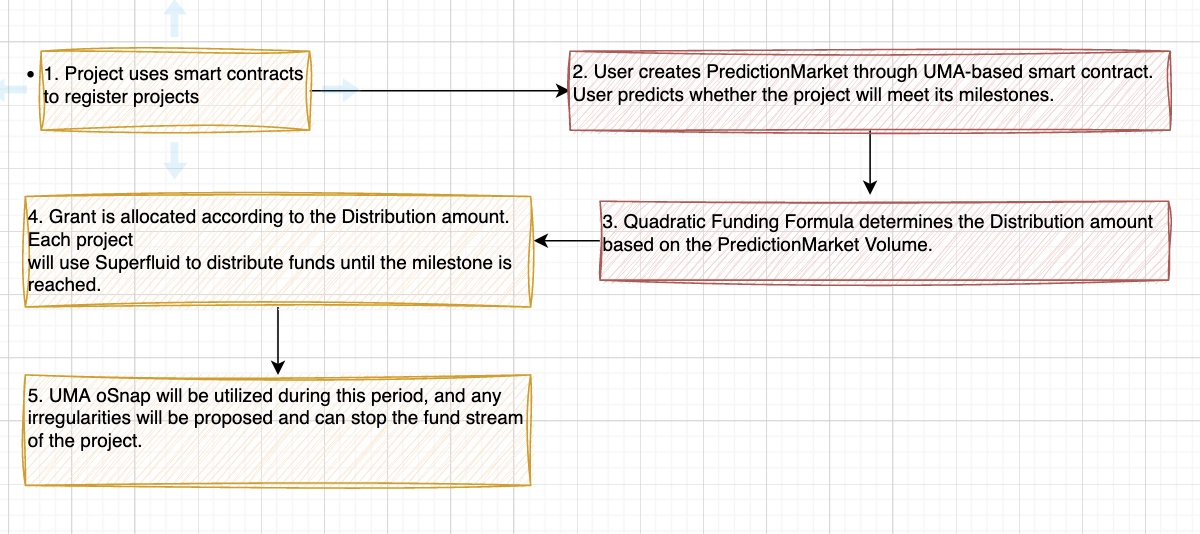 • 1. Project uses smart contracts
to register projects
2. User creates PredictionMarket through UMA-based smart contract.
User predicts whether the project will meet its milestones.
3. Quadratic Funding Formula determines the Distribution amount
based on the PredictionMarket Volume.
4. Grant is allocated according to the Distribution amount.
Each project
will use Superfluid to distribute funds until the milestone is
reached.
5. UMA oSnap will be utilized during this period, and any
irregularities will be proposed and can stop the fund stream
of the project.